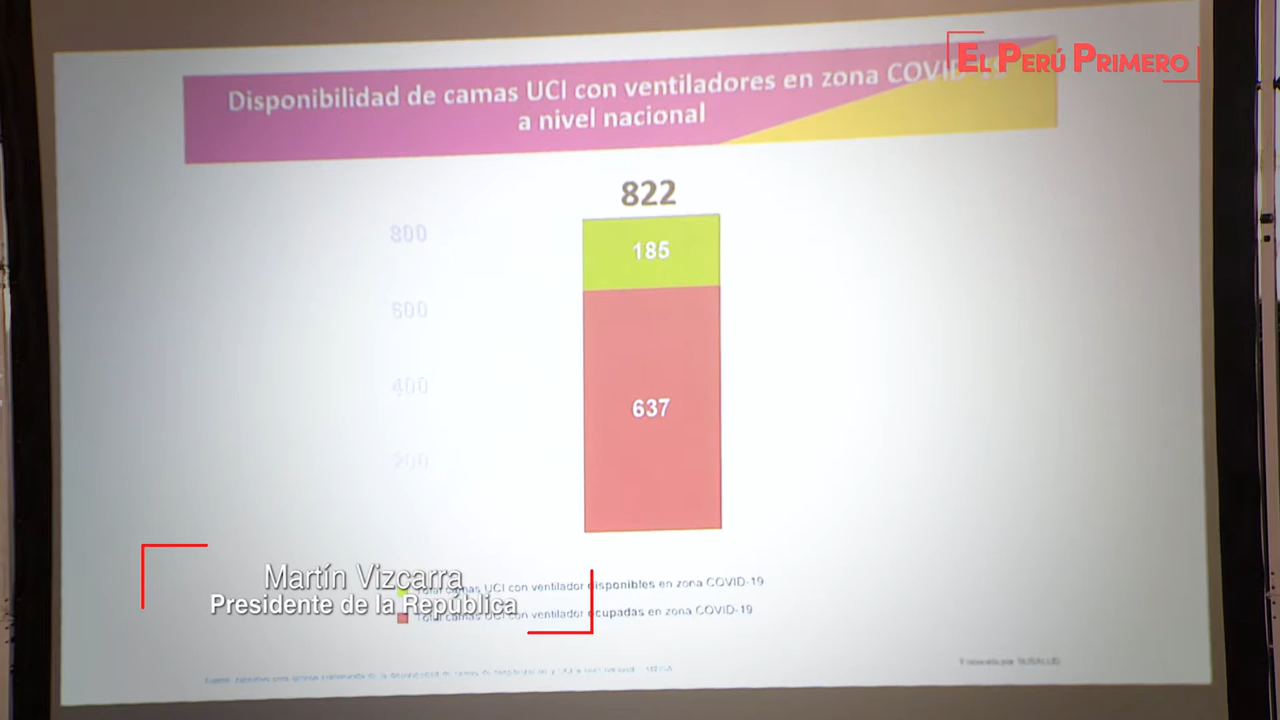 EL PERÚ PRIMERO
Disponibilidad de camas UCI con ventiladores en zona COVID-19
a nivel nacional
822
800
185
600
400
637
200
Martín Vizcarra
Presidente de la República
Total camas UCI con ventilador disponibles en zona COVID-19
Total camas UCI con ventilador ocupadas en zona COVID-19